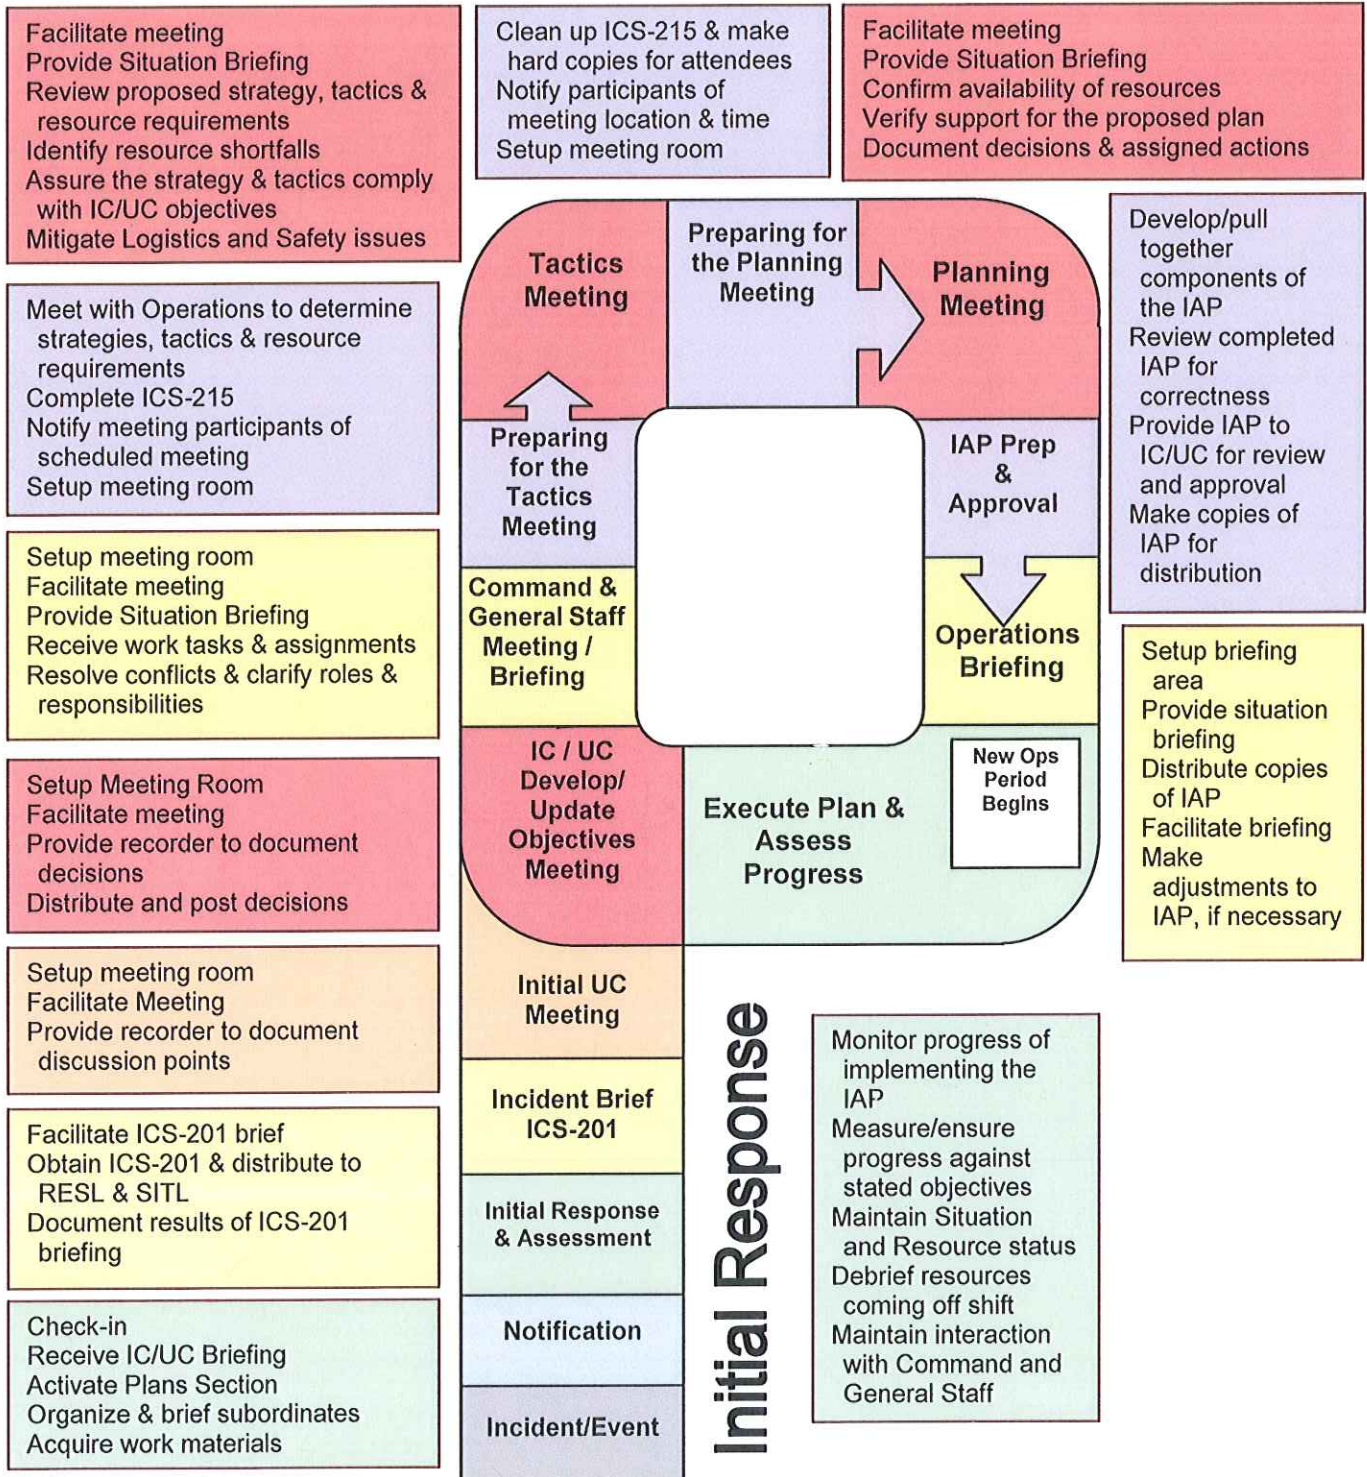 Facilitate meeting
Provide Situation Briefing
Review proposed strategy, tactics &
resource requirements
Identify resource shortfalls
Assure the strategy & tactics comply
with IC/UC objectives
Mitigate Logistics and Safety issues
Clean up ICS-215 & make
hard copies for attendees
Notify participants of
meeting location & time
Setup meeting room
Facilitate meeting
Provide Situation Briefing
Confirm availability of resources
Verify support for the proposed plan
Document decisions & assigned actions
Meet with Operations to determine
strategies, tactics & resource
requirements
Complete ICS-215
Notify meeting participants of
scheduled meeting
Setup meeting room
Setup meeting room
Facilitate meeting
Provide Situation Briefing
Receive work tasks & assignments
Resolve conflicts & clarify roles &
responsibilities
Setup Meeting Room
Facilitate meeting
Provide recorder to document
decisions
Distribute and post decisions
Setup meeting room
Facilitate Meeting
Provide recorder to document
discussion points
Facilitate ICS-201 brief
Obtain ICS-201 & distribute to
RESL & SITL
Document results of ICS-201
briefing
Check-in
Receive IC/UC Briefing
Activate Plans Section
Organize & brief subordinates
Acquire work materials
Tactics
Meeting
Preparing for
the Planning
Meeting
Planning
Meeting
Preparing
for the
Tactics
Meeting
IAP Prep
&
Approval
Command &
General Staff
Meeting /
Briefing
Operations
Briefing
IC / UC
Develop/
Update
Objectives
Meeting
Execute Plan &
Assess
Progress
New Ops
Period
Begins
Initial UC
Meeting
Incident Brief
ICS-201
Initial Response
& Assessment
Notification
Incident/Event
Initial Response
Develop/pull
together
components of
the IAP
Review completed
IAP for
correctness
Provide IAP to
IC/UC for review
and approval
Make copies of
IAP for
distribution
Setup briefing
area
Provide situation
briefing
Distribute copies
of IAP
Facilitate briefing
Make
adjustments to
IAP, if necessary
Monitor progress of
implementing the
IAP
Measure/ensure
progress against
stated objectives
Maintain Situation
and Resource status
Debrief resources
coming off shift
Maintain interaction
with Command and
General Staff